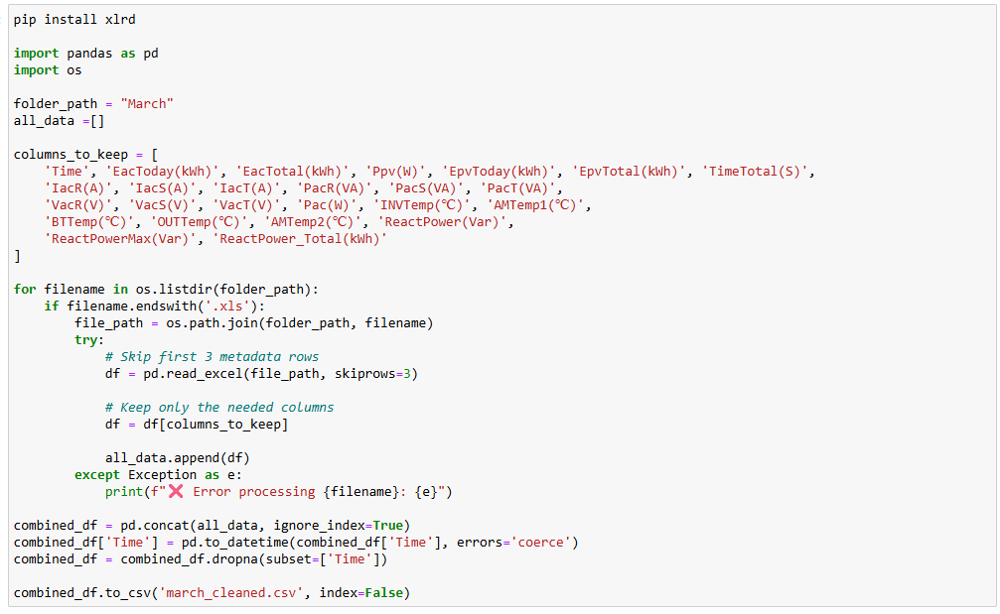 pip install xlrd

import pandas as pd
import os

folder_path = "March"
all_data =[]

columns_to_keep = [
    'Time', 'EacToday(kWh)', 'EacTotal(kWh)', 'Ppv(W)', 'EpvToday(kWh)', 'EpvTotal(kWh)', 'TimeTotal(S)',
    'IacR(A)', 'IacS(A)', 'IacT(A)', 'PacR(VA)', 'PacS(VA)', 'PacT(VA)',
    'VacR(V)', 'VacS(V)', 'VacT(V)', 'Pac(W)', 'INVTemp(℃)', 'AMTemp1(℃)',
    'BTTemp(℃)', 'OUTTemp(℃)', 'AMTemp2(℃)', 'ReactPower(Var)',
    'ReactPowerMax(Var)', 'ReactPower_Total(kWh)'
]

for filename in os.listdir(folder_path):
    if filename.endswith('.xls'):
        file_path = os.path.join(folder_path, filename)
        try:
            # Skip first 3 metadata rows
            df = pd.read_excel(file_path, skiprows=3)

            # Keep only the needed columns
            df = df[columns_to_keep]

            all_data.append(df)
        except Exception as e:
            print(f"❌ Error processing {filename}: {e}")

combined_df = pd.concat(all_data, ignore_index=True)
combined_df['Time'] = pd.to_datetime(combined_df['Time'], errors='coerce')
combined_df = combined_df.dropna(subset=['Time'])

combined_df.to_csv('march_cleaned.csv', index=False)